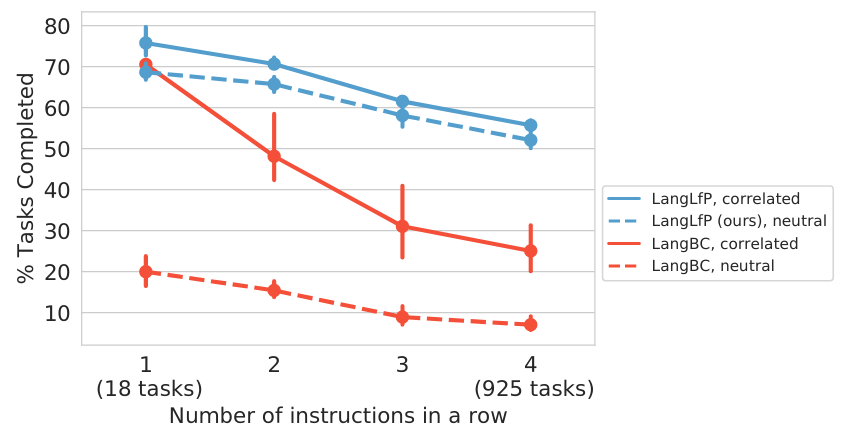 80
70
60
50
40
30
20
10
% Tasks Completed
1
2
3
4
(18 tasks)
(925 tasks)
Number of instructions in a row
LangLfP, correlated
LangLfP (ours), neutral
LangBC, correlated
LangBC, neutral